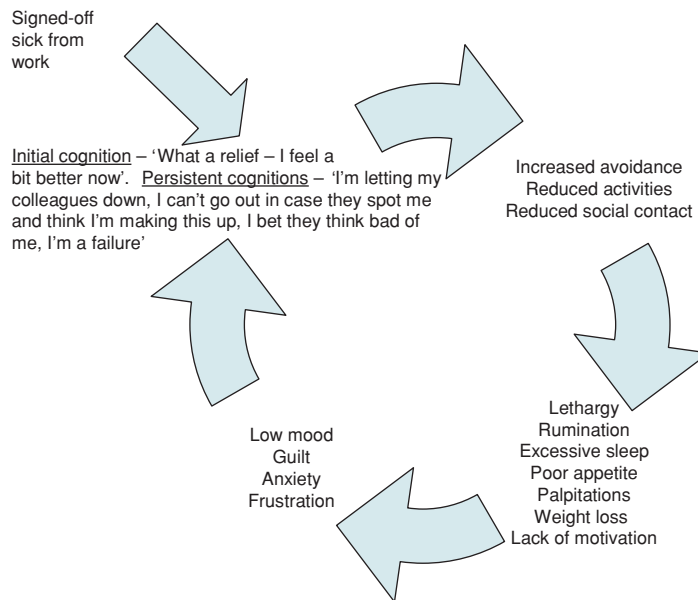 Signed-off
sick from
work
Initial cognition – ‘What a relief – I feel a
bit better now’. Persistent cognitions – ‘I’m letting my
colleagues down, I can’t go out in case they spot me
and think I’m making this up, I bet they think bad of
me, I’m a failure’
Increased avoidance
Reduced activities
Reduced social contact
Lethargy
Rumination
Excessive sleep
Poor appetite
Palpitations
Weight loss
Lack of motivation
Low mood
Guilt
Anxiety
Frustration